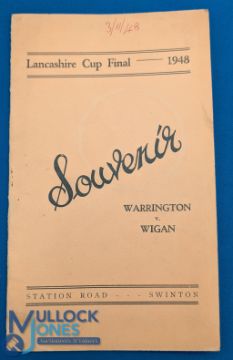 3/11/48
Lancashire Cup Final — 1948
Souvenir
WARRINGTON
v.
WIGAN
STATION ROAD - - - SWINTON
MULLOCK
JONES